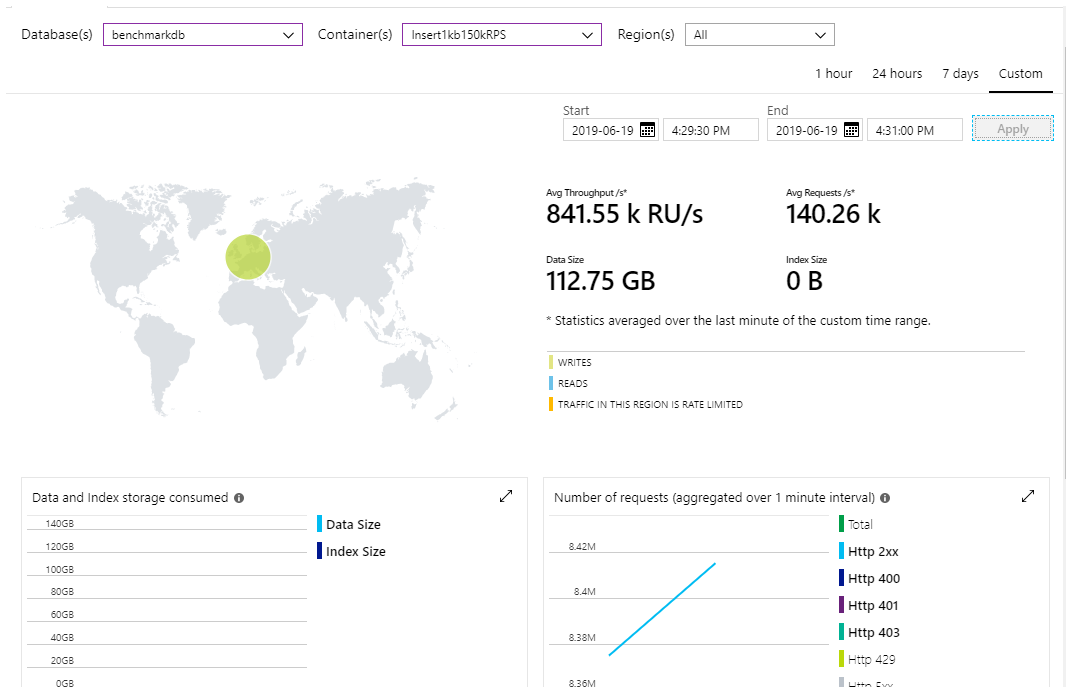 Database(s) benchmarkdb Container(s) Insert1kb150kRPS Region(s) All
1 hour 24 hours 7 days Custom
Start End
2019-06-19 4:29:30 PM 2019-06-19 4:31:00 PM Apply
Avg Throughput /s* Avg Requests /s*
841.55 k RU/s 140.26 k
Data Size Index Size
112.75 GB 0 B
* Statistics averaged over the last minute of the custom time range.
WRITES
READS
TRAFFIC IN THIS REGION IS RATE LIMITED
Data and Index storage consumed
140GB
120GB
100GB
80GB
60GB
40GB
20GB
0GB
Data Size
Index Size
Number of requests (aggregated over 1 minute interval)
8.42M
8.4M
8.38M
8.36M
Total
Http 2xx
Http 400
Http 401
Http 403
Http 429
Http 5xx